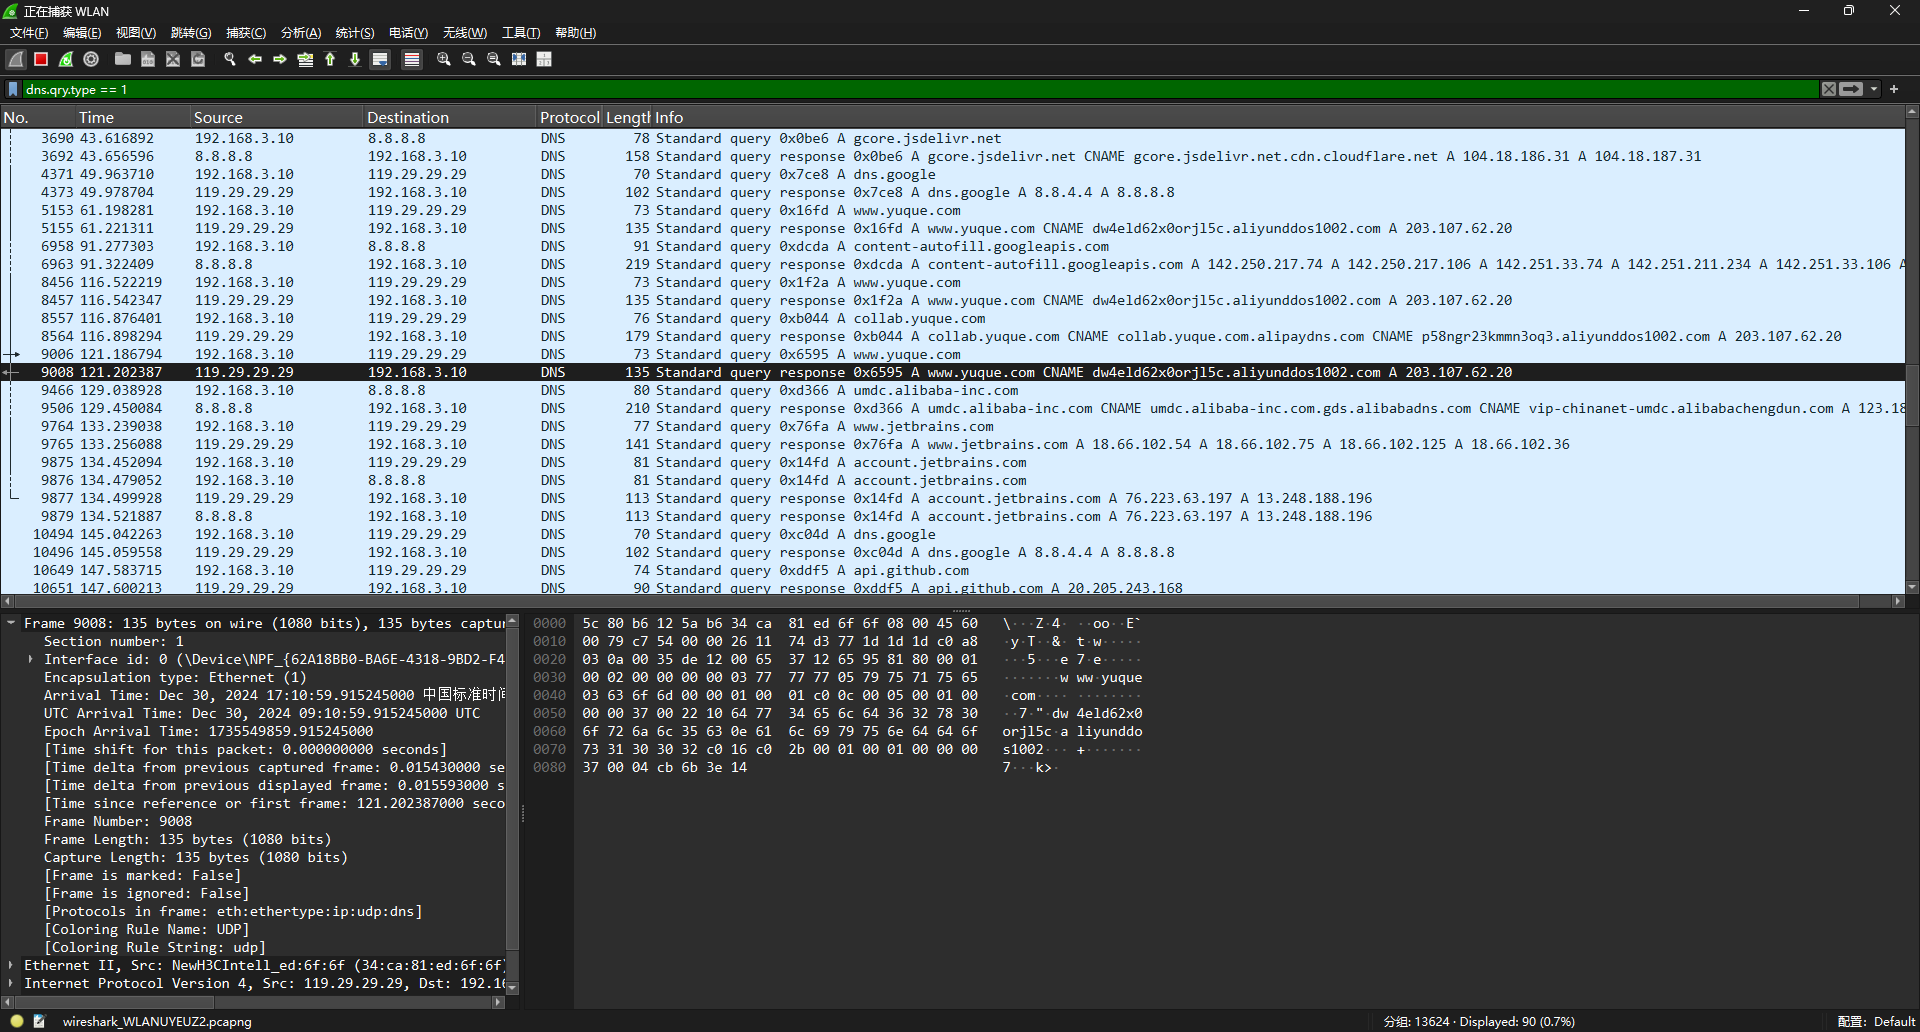 正在捕获 WLAN
文件(F) 编辑(E) 视图(V) 跳转(G) 捕获(C) 分析(A) 统计(S) 电话(Y) 无线(W) 工具(T) 帮助(H)
dns.qry.type == 1
No. Time Source Destination Protocol Length Info
3690 43.616892 192.168.3.10 8.8.8.8 DNS 78 Standard query 0x0be6 A gcore.jsdelivr.net
3692 43.656596 8.8.8.8 192.168.3.10 DNS 158 Standard query response 0x0be6 A gcore.jsdelivr.net CNAME gcore.jsdelivr.net.cdn.cloudflare.net A 104.18.186.31 A 104.18.187.31
4371 49.963710 192.168.3.10 119.29.29.29 DNS 70 Standard query 0x7ce8 A dns.google
4373 49.978704 119.29.29.29 192.168.3.10 DNS 102 Standard query response 0x7ce8 A dns.google A 8.8.4.4 A 8.8.8.8
5153 61.198281 192.168.3.10 119.29.29.29 DNS 73 Standard query 0x16fd A www.yuque.com
5155 61.221311 119.29.29.29 192.168.3.10 DNS 135 Standard query response 0x16fd A www.yuque.com CNAME dw4eld62x0orjl5c.aliyunddos1002.com A 203.107.62.20
6958 91.277303 192.168.3.10 8.8.8.8 DNS 91 Standard query 0xdcda A content-autofill.googleapis.com
6963 91.322409 8.8.8.8 192.168.3.10 DNS 219 Standard query response 0xdcda A content-autofill.googleapis.com A 142.250.217.74 A 142.250.217.106 A 142.251.33.74 A 142.251.211.234 A 142.251.33.106 A
8456 116.522219 192.168.3.10 119.29.29.29 DNS 73 Standard query 0x1f2a A www.yuque.com
8457 116.542347 119.29.29.29 192.168.3.10 DNS 135 Standard query response 0x1f2a A www.yuque.com CNAME dw4eld62x0orjl5c.aliyunddos1002.com A 203.107.62.20
8557 116.876401 192.168.3.10 119.29.29.29 DNS 76 Standard query 0xb044 A collab.yuque.com
8564 116.898294 119.29.29.29 192.168.3.10 DNS 179 Standard query response 0xb044 A collab.yuque.com CNAME collab.yuque.com.alipaydns.com CNAME p58ngr23kmmn3oq3.aliyunddos1002.com A 203.107.62.20
9006 121.186794 192.168.3.10 119.29.29.29 DNS 73 Standard query 0x6595 A www.yuque.com
9008 121.202387 119.29.29.29 192.168.3.10 DNS 135 Standard query response 0x6595 A www.yuque.com CNAME dw4eld62x0orjl5c.aliyunddos1002.com A 203.107.62.20
9466 129.038928 192.168.3.10 8.8.8.8 DNS 80 Standard query 0xd366 A umdc.alibaba-inc.com
9506 129.450084 8.8.8.8 192.168.3.10 DNS 210 Standard query response 0xd366 A umdc.alibaba-inc.com CNAME umdc.alibaba-inc.com.gds.alibabadns.com CNAME vip-chinanet-umdc.alibabachengdun.com A 123.18
9764 133.239038 192.168.3.10 119.29.29.29 DNS 77 Standard query 0x76fa A www.jetbrains.com
9765 133.256088 119.29.29.29 192.168.3.10 DNS 141 Standard query response 0x76fa A www.jetbrains.com A 18.66.102.54 A 18.66.102.75 A 18.66.102.125 A 18.66.102.36
9875 134.452094 192.168.3.10 119.29.29.29 DNS 81 Standard query 0x14fd A account.jetbrains.com
9876 134.479052 192.168.3.10 8.8.8.8 DNS 81 Standard query 0x14fd A account.jetbrains.com
9877 134.499928 119.29.29.29 192.168.3.10 DNS 113 Standard query response 0x14fd A account.jetbrains.com A 76.223.63.197 A 13.248.188.196
9879 134.521887 8.8.8.8 192.168.3.10 DNS 113 Standard query response 0x14fd A account.jetbrains.com A 76.223.63.197 A 13.248.188.196
10494 145.042263 192.168.3.10 119.29.29.29 DNS 70 Standard query 0xc04d A dns.google
10496 145.059558 119.29.29.29 192.168.3.10 DNS 102 Standard query response 0xc04d A dns.google A 8.8.4.4 A 8.8.8.8
10649 147.583715 192.168.3.10 119.29.29.29 DNS 74 Standard query 0xddf5 A api.github.com
10651 147.600213 119.29.29.29 192.168.3.10 DNS 90 Standard query response 0xddf5 A api.github.com A 20.205.243.168
Frame 9008: 135 bytes on wire (1080 bits), 135 bytes captur
Section number: 1
Interface id: 0 (\Device\NPF_{62A18BB0-BA6E-4318-9BD2-F4
Encapsulation type: Ethernet (1)
Arrival Time: Dec 30, 2024 17:10:59.915245000 中国标准时间
UTC Arrival Time: Dec 30, 2024 09:10:59.915245000 UTC
Epoch Arrival Time: 1735549859.915245000
[Time shift for this packet: 0.000000000 seconds]
[Time delta from previous captured frame: 0.015430000 se
[Time delta from previous displayed frame: 0.015593000 s
[Time since reference or first frame: 121.202387000 seco
Frame Number: 9008
Frame Length: 135 bytes (1080 bits)
Capture Length: 135 bytes (1080 bits)
[Frame is marked: False]
[Frame is ignored: False]
[Protocols in frame: eth:ethertype:ip:udp:dns]
[Coloring Rule Name: UDP]
[Coloring Rule String: udp]
Ethernet II, Src: NewH3CIntell_ed:6f:6f (34:ca:81:ed:6f:6f)
Internet Protocol Version 4, Src: 119.29.29.29, Dst: 192.16
0000 5c 80 b6 12 5a b6 34 ca 81 ed 6f 6f 08 00 45 60 \···Z·4· ··oo··E`
0010 00 79 c7 54 00 00 26 11 74 d3 77 1d 1d 1d c0 a8 ·y·T··&· t·w·····
0020 03 0a 00 35 de 12 00 65 37 12 65 95 81 80 00 01 ···5···e 7·e·····
0030 00 02 00 00 00 00 03 77 77 77 05 79 75 71 75 65 ·······w ww·yuque
0040 03 63 6f 6d 00 00 01 00 01 c0 0c 00 05 00 01 00 ·com···· ········
0050 00 00 37 00 22 10 64 77 34 65 6c 64 36 32 78 30 ··7·"·dw 4eld62x0
0060 6f 72 6a 6c 35 63 0e 61 6c 69 79 75 6e 64 64 6f orjl5c·a liyunddo
0070 73 31 30 30 32 c0 16 c0 2b 00 01 00 01 00 00 00 s1002··· +·······
0080 37 00 04 cb 6b 3e 14 7···k>·
wireshark_WLANUYEUZ2.pcapng 分组: 13624 · Displayed: 90 (0.7%) 配置: Default